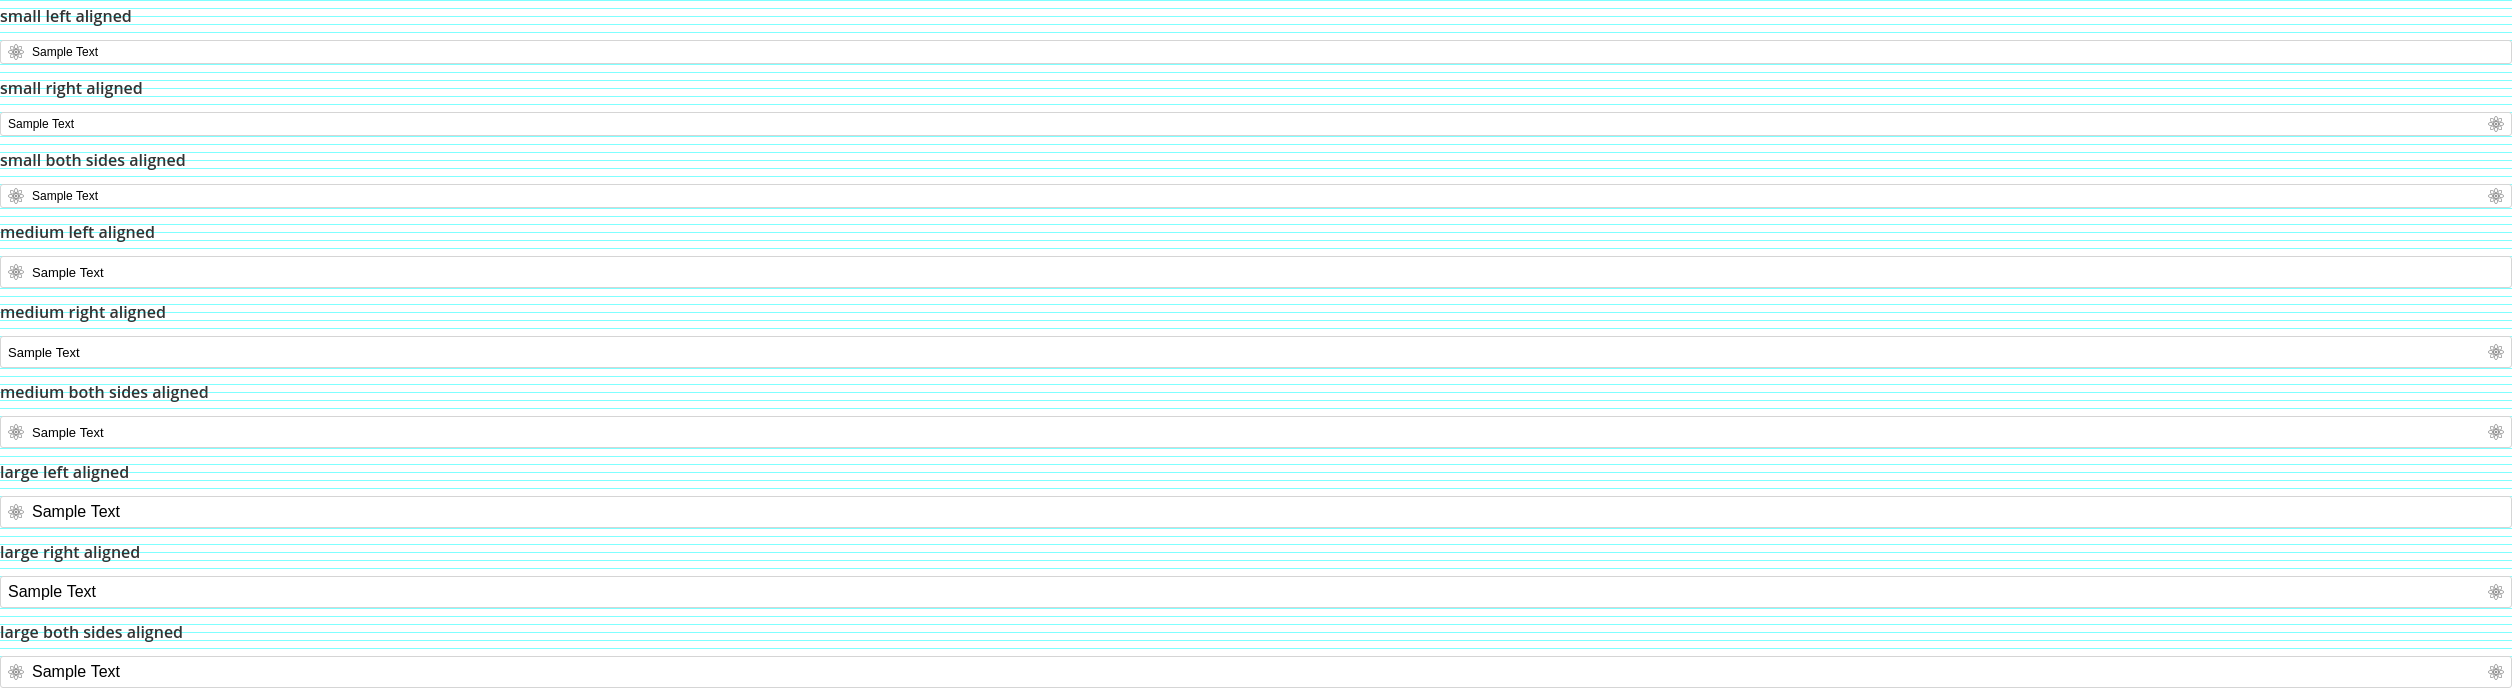 small left aligned
Sample Text
small right aligned
Sample Text
small both sides aligned
Sample Text
medium left aligned
Sample Text
medium right aligned
Sample Text
medium both sides aligned
Sample Text
large left aligned
Sample Text
large right aligned
Sample Text
large both sides aligned
Sample Text